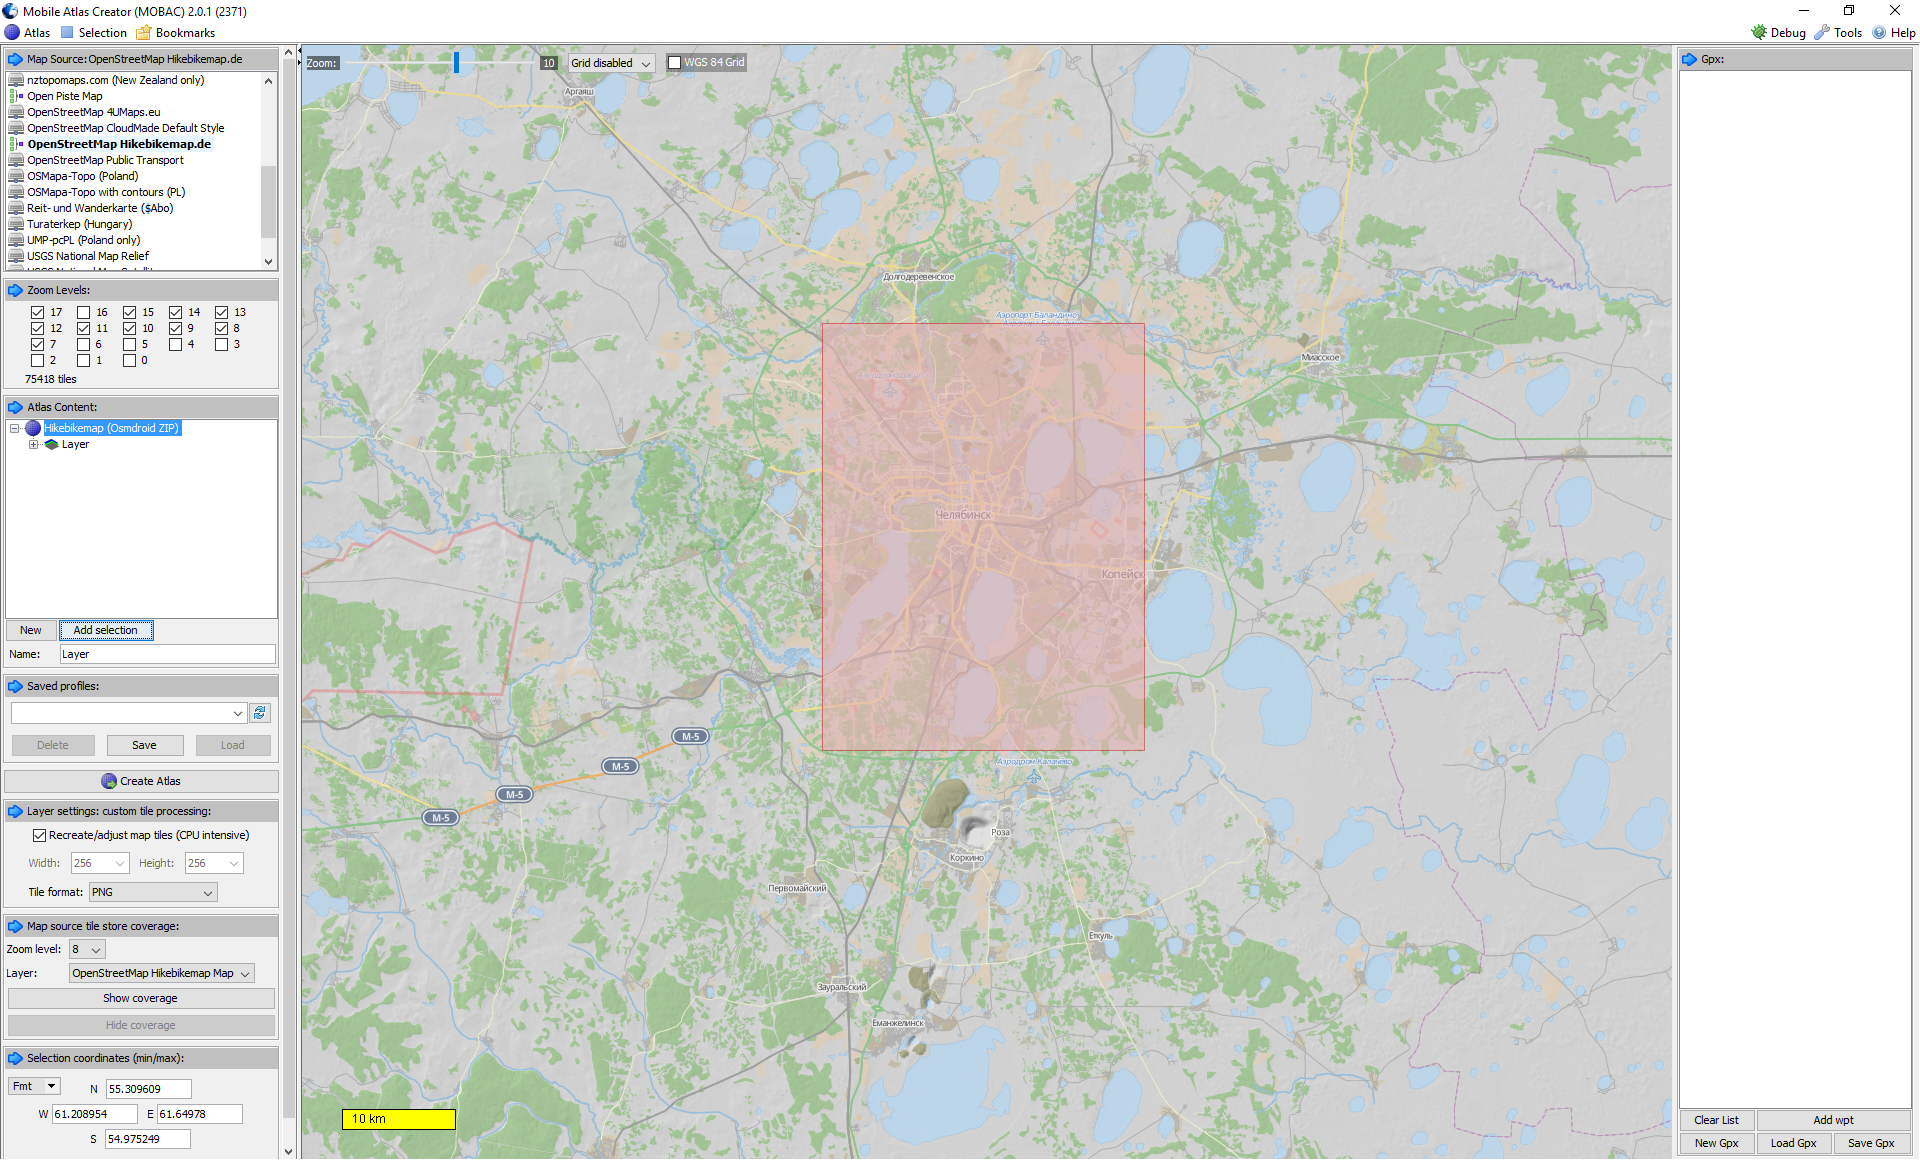 Mobile Atlas Creator (MOBAC) 2.0.1 (2371)
Atlas Selection Bookmarks
Debug Tools Help
Map Source: OpenStreetMap Hikebikemap.de
nztopomaps.com (New Zealand only)
Open Piste Map
OpenStreetMap 4UMaps.eu
OpenStreetMap CloudMade Default Style
OpenStreetMap Hikebikemap.de
OpenStreetMap Public Transport
OSMapa-Topo (Poland)
OSMapa-Topo with contours (PL)
Reit- und Wanderkarte ($Abo)
Turaterkep (Hungary)
UMP-pcPL (Poland only)
USGS National Map Relief
Zoom Levels:
17 16 15 14 13
12 11 10 9 8
7 6 5 4 3
2 1 0
75418 tiles
Atlas Content:
Hikebikemap (Osmdroid ZIP)
Layer
New Add selection
Name: Layer
Saved profiles:
Delete Save Load
Create Atlas
Layer settings: custom tile processing:
Recreate/adjust map tiles (CPU intensive)
Width: 256 Height: 256
Tile format: PNG
Map source tile store coverage:
Zoom level: 8
Layer: OpenStreetMap Hikebikemap Map
Show coverage
Hide coverage
Selection coordinates (min/max):
Fmt N 55.309609
W 61.208954 E 61.64978
S 54.975249
Zoom: 10 Grid disabled WGS 84 Grid
Аргаяш
Долгодеревенское
Аэропорт Баландино
Миасское
Челябинск
Копейск
M-5
M-5
M-5
M-5
Аэродром Калачево
Роза
Коркино
Первомайский
Еткуль
Зауральский
Еманжелинск
10 km
Gpx:
Clear List Add wpt
New Gpx Load Gpx Save Gpx